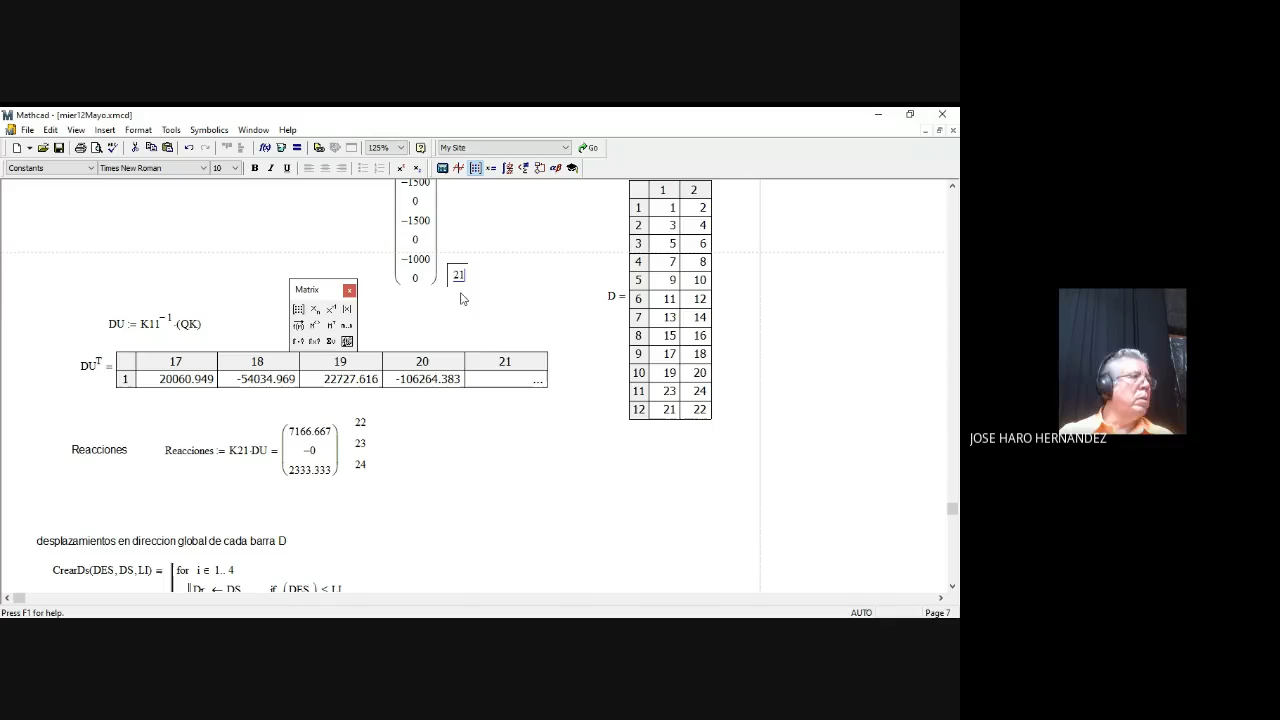 Mathcad - [mier12Mayo.xmcd]
File Edit View Insert Format Tools Symbolics Window Help
125% My Site Go
Constants Times New Roman 10 B I U
-1500
0
-1500
0
-1000
0
21
Matrix
DU := K11^-1·(QK)
DU^T =
17 18 19 20 21
1 20060.949 -54034.969 22727.616 -106264.383 ...
Reacciones
Reacciones := K21·DU =
7166.667
-0
2333.333
22
23
24
D =
1 2
1 1 2
2 3 4
3 5 6
4 7 8
5 9 10
6 11 12
7 13 14
8 15 16
9 17 18
10 19 20
11 23 24
12 21 22
desplazamientos en direccion global de cada barra D
CrearDs(DES, DS, LI) ≡ for i ∈ 1.. 4
Press F1 for help. AUTO Page 7
JOSE HARO HERNANDEZ